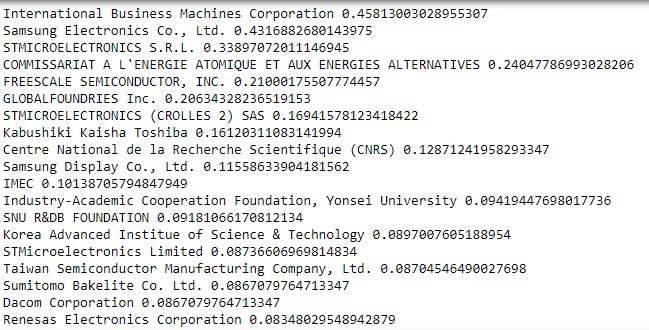 International Business Machines Corporation 0.45813003028955307
Samsung Electronics Co., Ltd. 0.4316882680143975
STMICROELECTRONICS S.R.L. 0.33897072011146945
COMMISSARIAT A L'ENERGIE ATOMIQUE ET AUX ENERGIES ALTERNATIVES 0.24047786993028206
FREESCALE SEMICONDUCTOR, INC. 0.21000175507774457
GLOBALFOUNDRIES Inc. 0.20634328236519153
STMICROELECTRONICS (CROLLES 2) SAS 0.16941578123418422
Kabushiki Kaisha Toshiba 0.16120311083141994
Centre National de la Recherche Scientifique (CNRS) 0.12871241958293347
Samsung Display Co., Ltd. 0.11558633904181562
IMEC 0.10138705794847949
Industry-Academic Cooperation Foundation, Yonsei University 0.09419447698017736
SNU R&DB FOUNDATION 0.09181066170812134
Korea Advanced Institue of Science & Technology 0.0897007605188954
STMicroelectronics Limited 0.08736606969814834
Taiwan Semiconductor Manufacturing Company, Ltd. 0.08704546490027698
Sumitomo Bakelite Co. Ltd. 0.0867079764713347
Dacom Corporation 0.0867079764713347
Renesas Electronics Corporation 0.08348029548942879